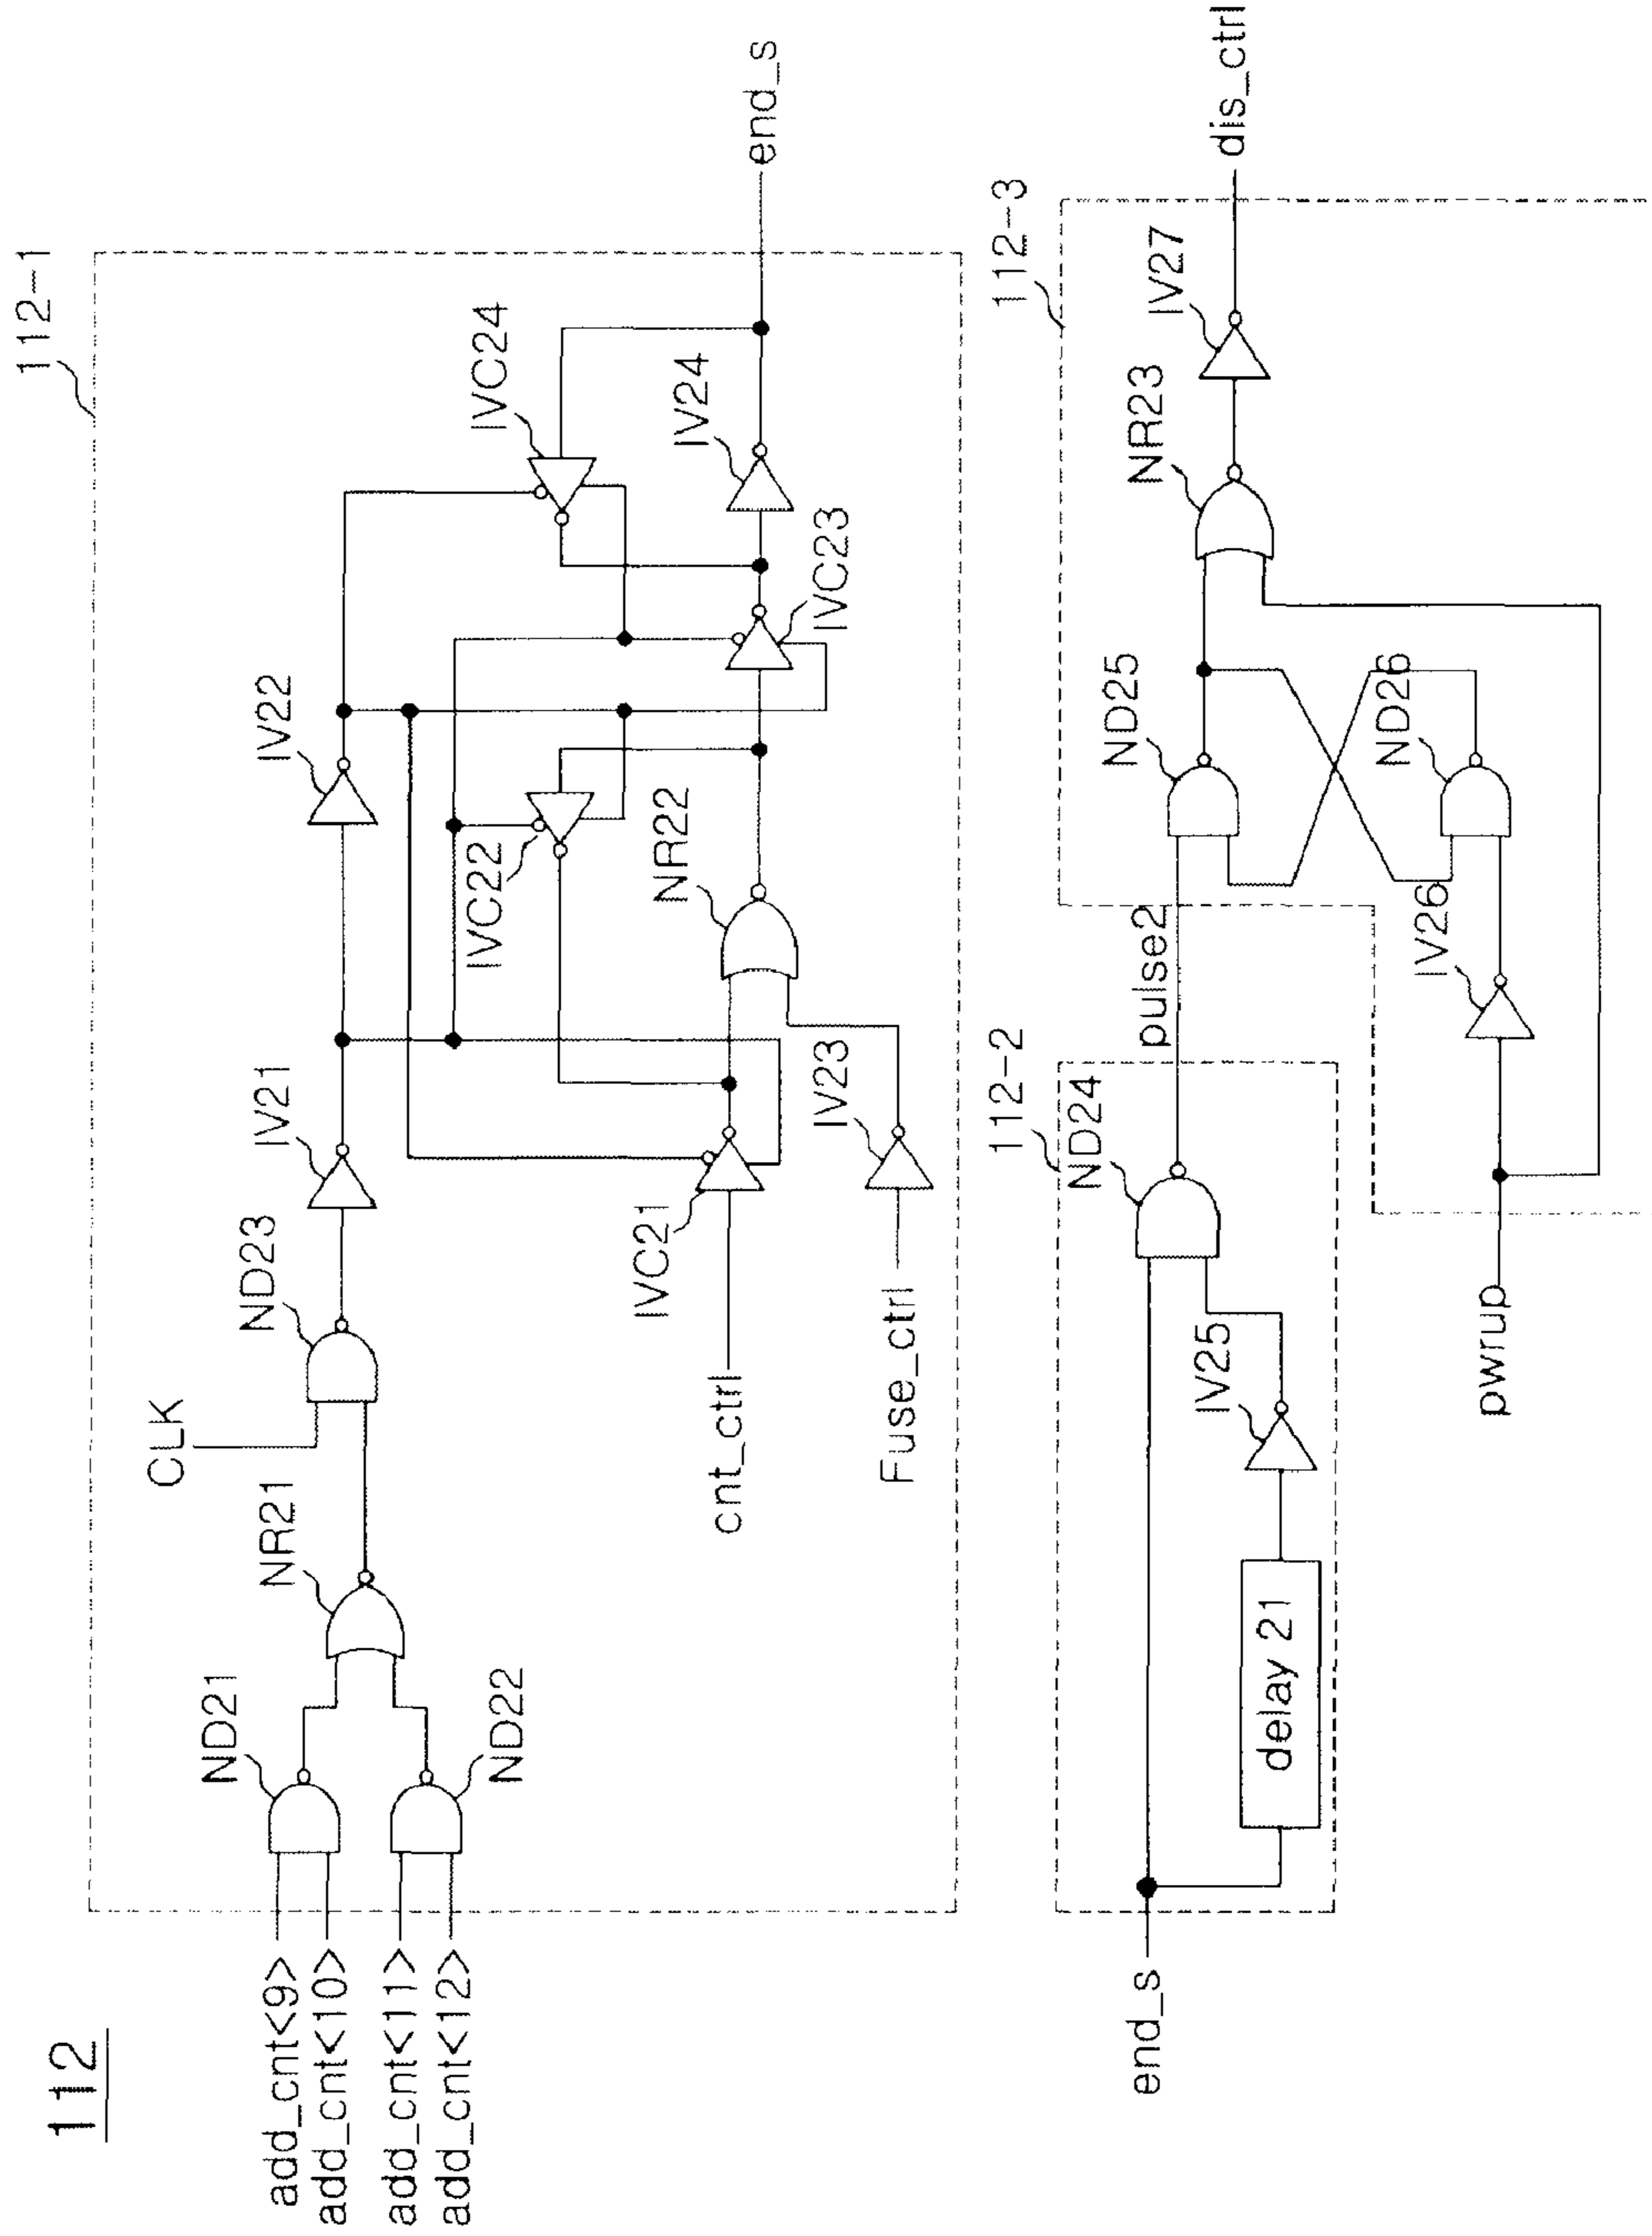 112
112-1
add_cnt<9>
add_cnt<10>
add_cnt<11>
add_cnt<12>
ND21
ND22
NR21
CLK
ND23
IV21
IV22
IVC24
IVC22
cnt_ctrl
IVC21
NR22
IVC23
IV24
end_s
Fuse_ctrl
IV23
112-2
112-3
end_s
delay 21
IV25
ND24
pulse2
ND25
NR23
IV27
dis_ctrl
pwrup
IV26
ND26